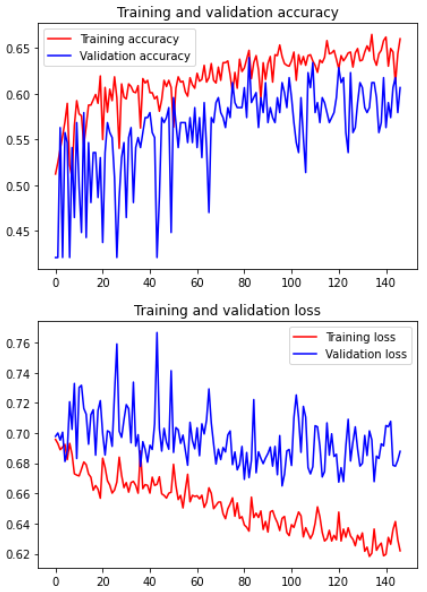 Training and validation accuracy
Training accuracy
Validation accuracy
0.65
0.60
0.55
0.50
0.45
0 20 40 60 80 100 120 140
Training and validation loss
Training loss
Validation loss
0.76
0.74
0.72
0.70
0.68
0.66
0.64
0.62
0 20 40 60 80 100 120 140